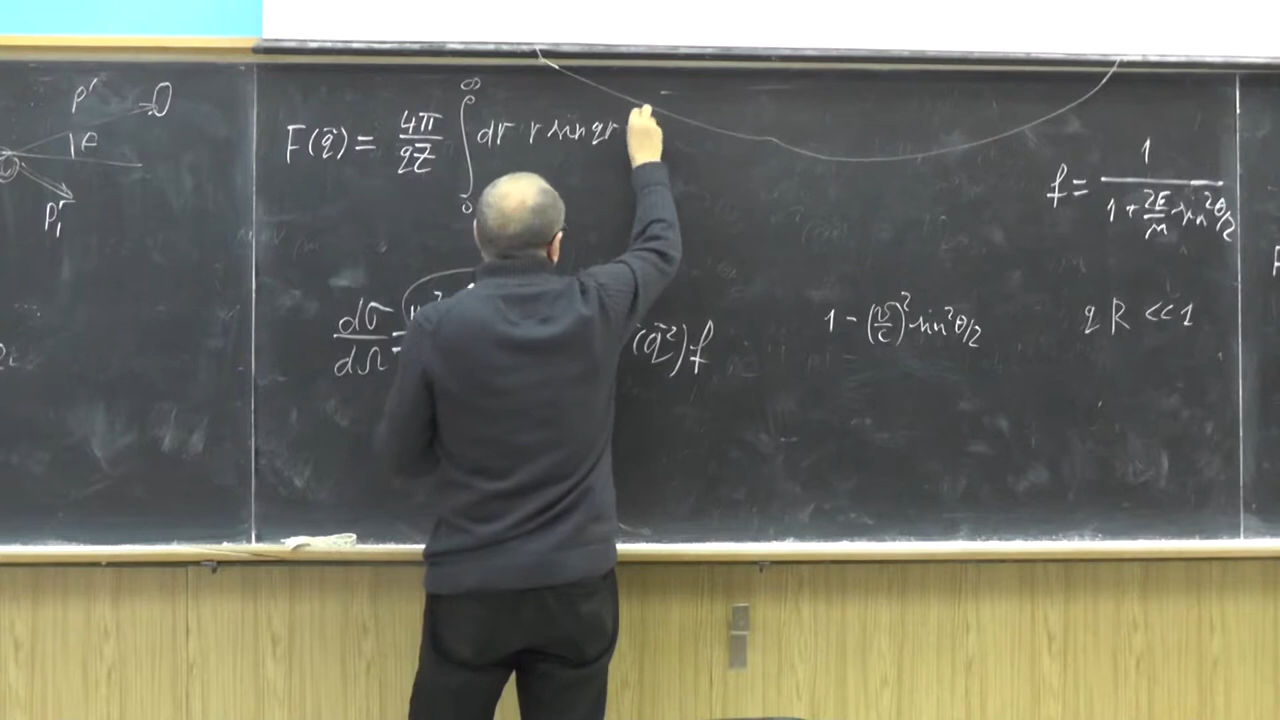 p′
θ
p₁′
F(q⃗) = 4π/qZ ∫₀^∞ dr r sin qr
f = 1/(1 + 2E/M sin²θ/2)
dσ/dΩ =
(q⃗²) f
1 - (v/c)² sin²θ/2
qR << 1